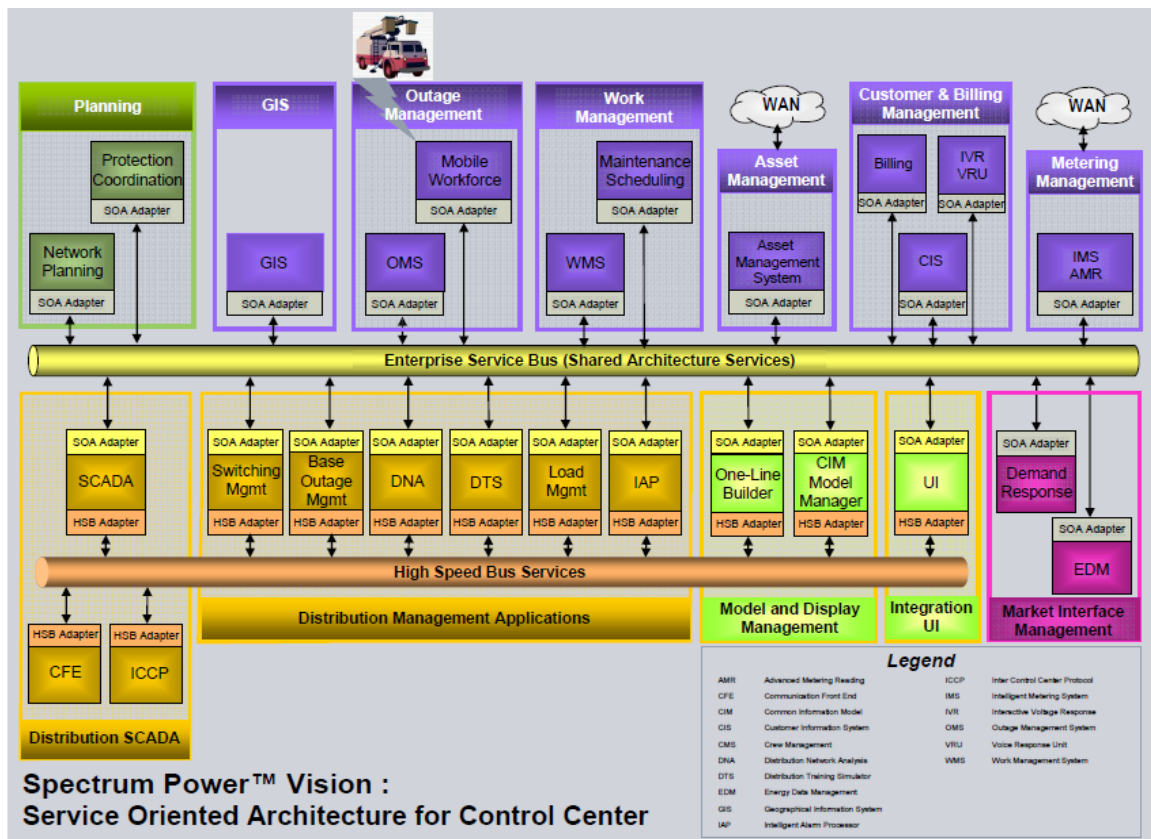 Planning
GIS
Outage
Management
Work
Management
WAN
Customer & Billing
Management
WAN
Protection
Coordination
SOA Adapter
Mobile
Workforce
SOA Adapter
Maintenance
Scheduling
SOA Adapter
Asset
Management
Billing
SOA Adapter
IVR
VRU
SOA Adapter
Metering
Management
Network
Planning
SOA Adapter
GIS
SOA Adapter
OMS
SOA Adapter
WMS
SOA Adapter
Asset
Management
System
SOA Adapter
CIS
SOA Adapter
IMS
AMR
SOA Adapter
Enterprise Service Bus (Shared Architecture Services)
SOA Adapter
SCADA
HSB Adapter
SOA Adapter
Switching
Mgmt
HSB Adapter
SOA Adapter
Base
Outage
Mgmt
HSB Adapter
SOA Adapter
DNA
HSB Adapter
SOA Adapter
DTS
HSB Adapter
SOA Adapter
Load
Mgmt
HSB Adapter
SOA Adapter
IAP
HSB Adapter
SOA Adapter
One-Line
Builder
HSB Adapter
SOA Adapter
CIM
Model
Manager
HSB Adapter
SOA Adapter
UI
HSB Adapter
SOA Adapter
Demand
Response
SOA Adapter
EDM
High Speed Bus Services
HSB Adapter
CFE
HSB Adapter
ICCP
Distribution SCADA
Distribution Management Applications
Model and Display
Management
Integration
UI
Market Interface
Management
Legend
AMR Advanced Metering Reading
CFE Communication Front End
CIM Common Information Model
CIS Customer Information System
CMS Crew Management
DNA Distribution Network Analysis
DTS Distribution Training Simulator
EDM Energy Data Management
GIS Geographical Information System
IAP Intelligent Alarm Processor
ICCP Inter Control Center Protocol
IMS Intelligent Metering System
IVR Interactive Voltage Response
OMS Outage Management System
VRU Voice Response Unit
WMS Work Management System
Spectrum Power™ Vision :
Service Oriented Architecture for Control Center